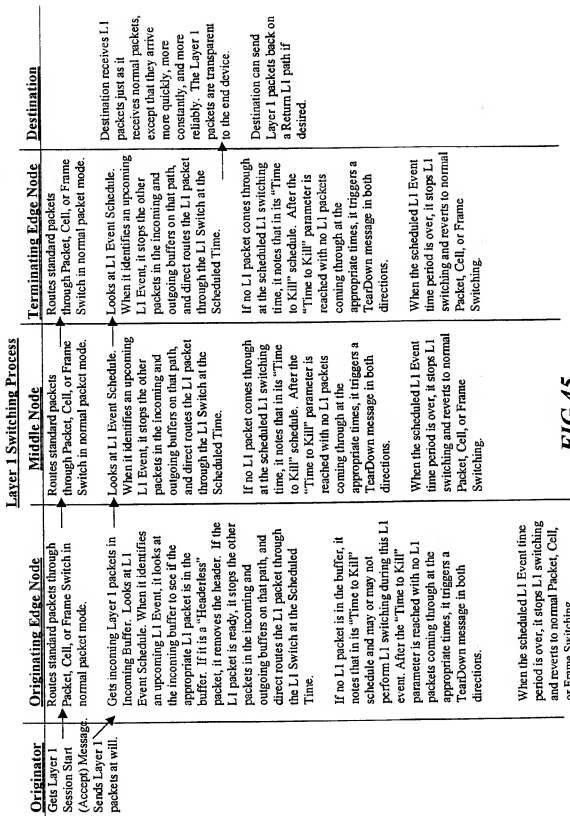 Layer 1 Switching Process
Originator
Gets Layer 1
Session Start
(Accept) Message.
Sends Layer 1
packets at will.
Originating Edge Node
Routes standard packets through
Packet, Cell, or Frame Switch in
normal packet mode.
Gets incoming Layer 1 packets in
Incoming Buffer. Looks at L1
Event Schedule. When it identifies
an upcoming L1 Event, it looks at
the incoming buffer to see if the
appropriate L1 packet is in the
buffer. If it is a "Headerless"
packet, it removes the header. If the
L1 packet is ready, it stops the other
packets in the incoming and
outgoing buffers on that path, and
direct routes the L1 packet through
the L1 Switch at the Scheduled
Time.
If no L1 packet is in the buffer, it
notes that in its "Time to Kill"
schedule and may or may not
perform L1 switching during this L1
event. After the "Time to Kill"
parameter is reached with no L1
packets coming through at the
appropriate times, it triggers a
TearDown message in both
directions.
When the scheduled L1 Event time
period is over, it stops L1 switching
and reverts to normal Packet, Cell,
or Frame Switching
Middle Node
Routes standard packets
through Packet, Cell, or Frame
Switch in normal packet mode.
Looks at L1 Event Schedule.
When it identifies an upcoming
L1 Event, it stops the other
packets in the incoming and
outgoing buffers on that path,
and direct routes the L1 packet
through the L1 Switch at the
Scheduled Time.
If no L1 packet comes through
at the scheduled L1 switching
time, it notes that in its "Time
to Kill" schedule. After the
"Time to Kill" parameter is
reached with no L1 packets
coming through at the
appropriate times, it triggers a
TearDown message in both
directions.
When the scheduled L1 Event
time period is over, it stops L1
switching and reverts to normal
Packet, Cell, or Frame
Switching.
Terminating Edge Node
Routes standard packets
through Packet, Cell, or Frame
Switch in normal packet mode.
Looks at L1 Event Schedule.
When it identifies an upcoming
L1 Event, it stops the other
packets in the incoming and
outgoing buffers on that path,
and direct routes the L1 packet
through the L1 Switch at the
Scheduled Time.
If no L1 packet comes through
at the scheduled L1 switching
time, it notes that in its "Time
to Kill" schedule. After the
"Time to Kill" parameter is
reached with no L1 packets
coming through at the
appropriate times, it triggers a
TearDown message in both
directions.
When the scheduled L1 Event
time period is over, it stops L1
switching and reverts to normal
Packet, Cell, or Frame
Switching.
Destination
Destination receives L1
packets just as it
receives normal packets,
except that they arrive
more quickly, more
constantly, and more
reliably. The Layer 1
packets are transparent
to the end device.
Destination can send
Layer 1 packets back on
a Return L1 path if
desired.
FIG 45